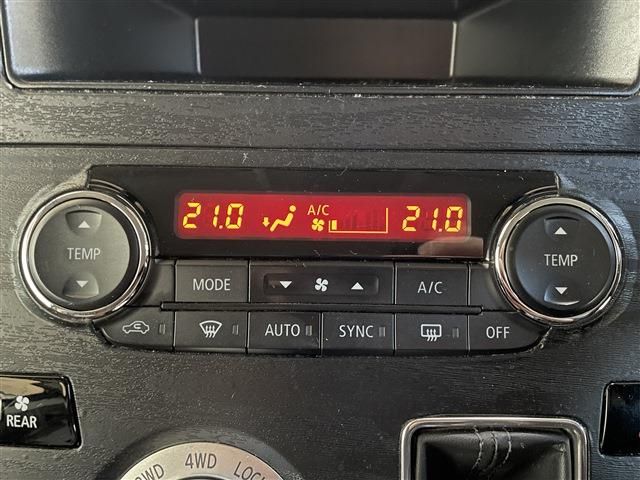 21.0 A/C 21.0
TEMP
MODE A/C
TEMP
AUTO SYNC OFF
REAR
4WD